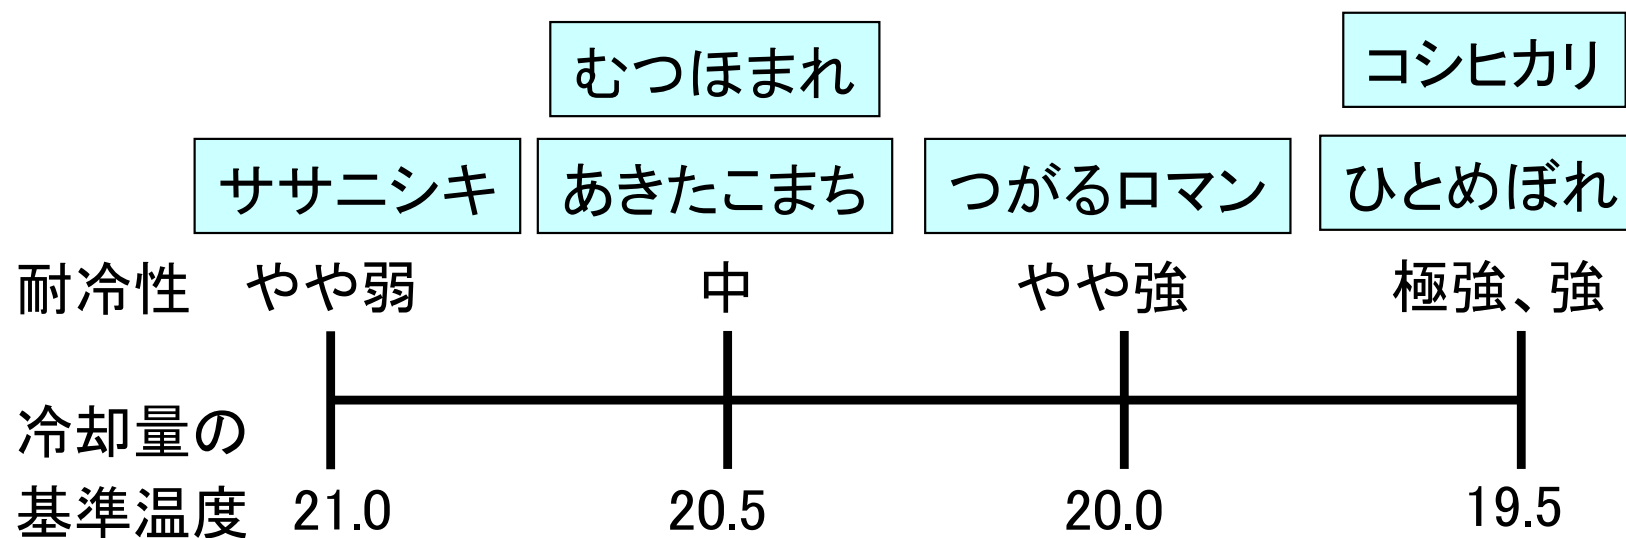 むつほまれ コシヒカリ
ササニシキ あきたこまち つがるロマン ひとめぼれ
耐冷性 やや弱 中 やや強 極強、強
冷却量の
基準温度 21.0 20.5 20.0 19.5